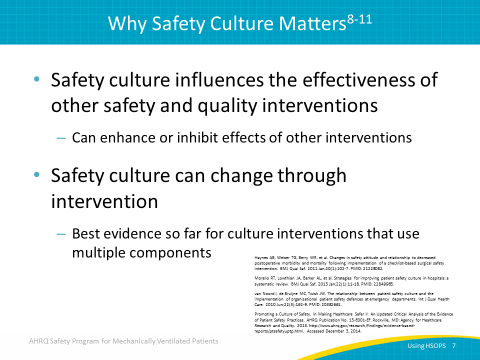 Why Safety Culture Matters8-11
• Safety culture influences the effectiveness of
other safety and quality interventions
– Can enhance or inhibit effects of other interventions
• Safety culture can change through
intervention
– Best evidence so far for culture interventions that use
multiple components
Haynes AB, Weiser TG, Berry WR, et al. Changes in safety attitude and relationship to decreased
postoperative morbidity and mortality following implementation of a checklist-based surgical safety
intervention. BMJ Qual Saf. 2011 Jan;20(1):102-7. PMID:
Morello RT, Lowthian JA, Barker AL, et al. Strategies for improving patient safety culture in hospitals: a
systematic review. BMJ Qual Saf. 2013 Jan;22(1):11-18. PMID:
van Noord I, de Bruijne MC, Twisk JW. The relationship between patient safety culture and the
implementation of organizational patient safety defences at emergency departments. Int J Qual Health
Care. 2010 Jun;22(3):162-9. PMID:
Promoting a Culture of Safety, in Making Healthcare Safer II: An Updated Critical Analysis of the Evidence
for Patient Safety Practices. AHRQ Publication No. 13-E001-EF. Rockville, MD: Agency for Healthcare
Research and Quality. 2013. http://www.ahrq.gov/research/findings/evidence-based-
reports/ptsafetyuptp.html. Accessed December 3, 2014.
AHRQ Safety Program for Mechanically Ventilated Patients
Using HSOPS 7